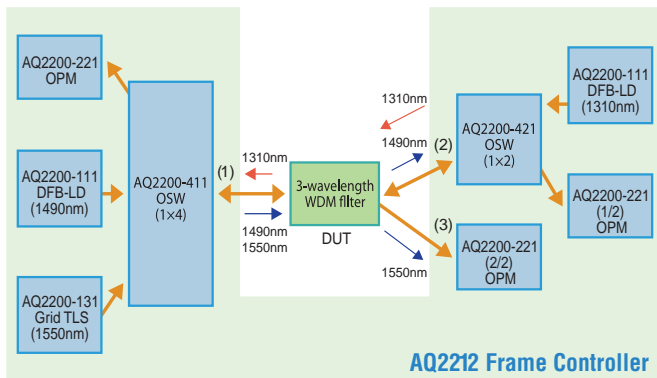 AQ2200-221
OPM
AQ2200-111
DFB-LD
(1490nm)
AQ2200-131
Grid TLS
(1550nm)
AQ2200-411
OSW
(1×4)
(1)
1310nm
1490nm
1550nm
3-wavelength
WDM filter
DUT
1310nm
1490nm
(2)
(3)
1550nm
AQ2200-421
OSW
(1×2)
AQ2200-111
DFB-LD
(1310nm)
AQ2200-221
(1/2)
OPM
AQ2200-221
(2/2)
OPM
AQ2212 Frame Controller